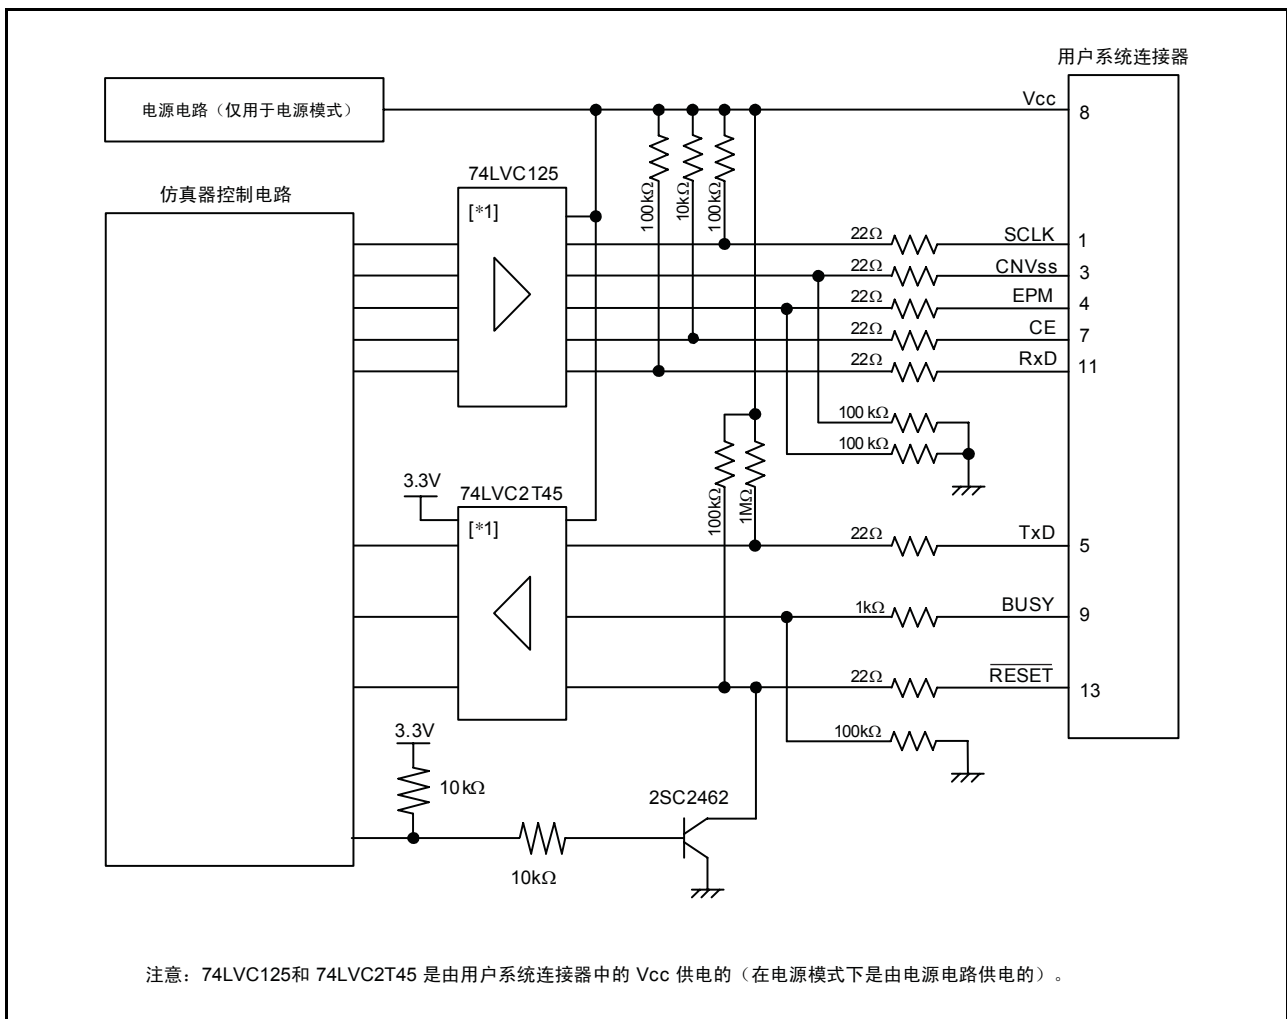 用户系统连接器
电源电路（仅用于电源模式）
Vcc
8
仿真器控制电路
74LVC125
[*1]
100kΩ
10kΩ
100kΩ
22Ω
SCLK
1
22Ω
CNVss
3
22Ω
EPM
4
22Ω
CE
7
22Ω
RxD
11
100 kΩ
100 kΩ
3.3V
74LVC2T45
[*1]
100kΩ
1MΩ
22Ω
TxD
5
1kΩ
BUSY
9
22Ω
RESET
13
100kΩ
3.3V
10kΩ
2SC2462
10kΩ
注意：74LVC125和 74LVC2T45 是由用户系统连接器中的 Vcc 供电的（在电源模式下是由电源电路供电的）。